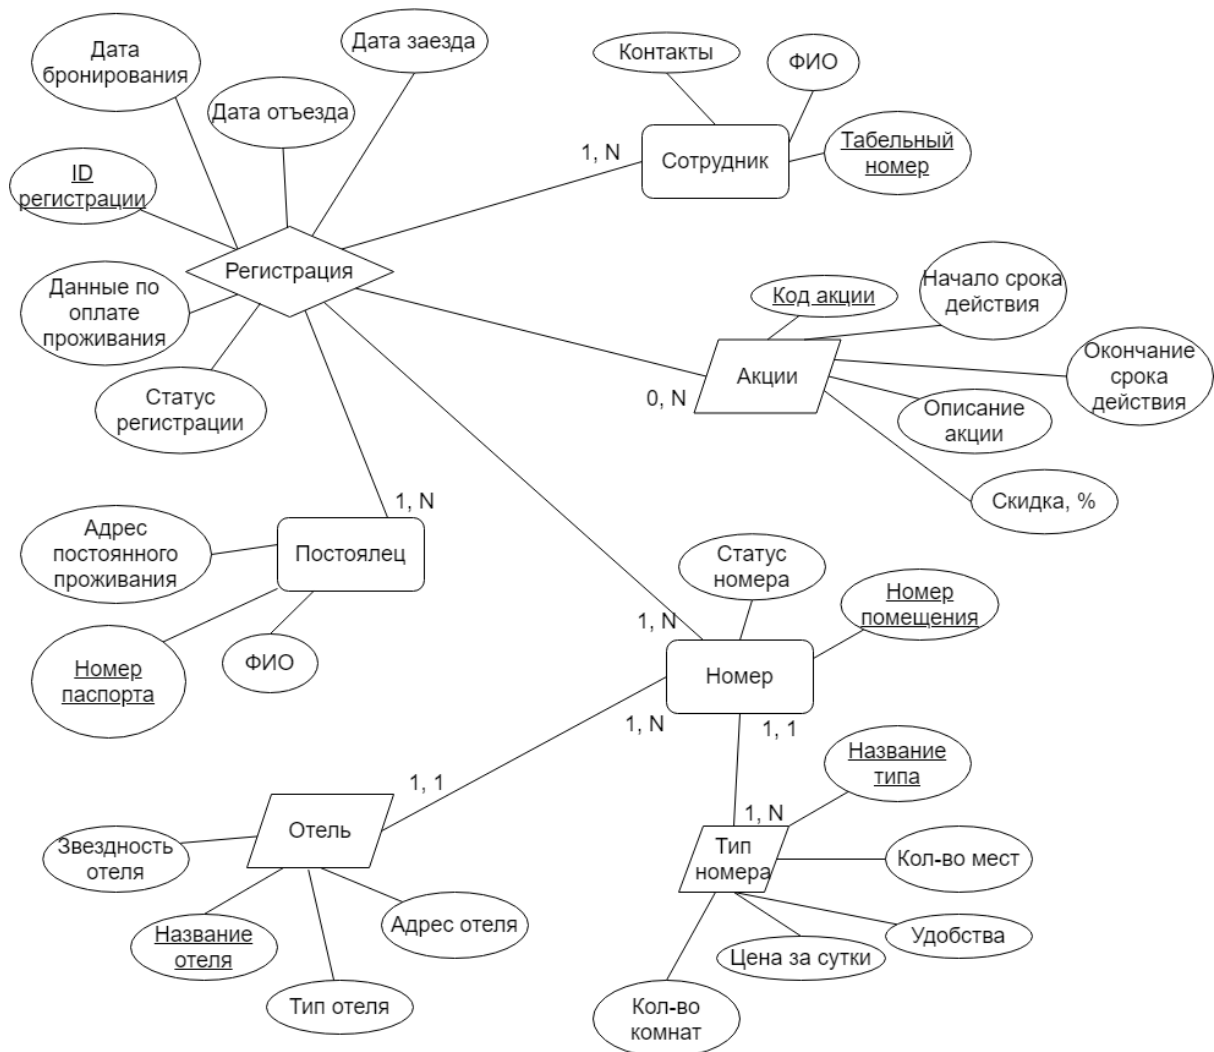 Дата
бронирования
Дата заезда
Дата отъезда
ID
регистрации
Регистрация
Данные по
оплате
проживания
Статус
регистрации
Контакты
ФИО
1, N
Сотрудник
Табельный
номер
Код акции
Начало срока
действия
Акции
0, N
Окончание
срока
действия
Описание
акции
Скидка, %
1, N
Адрес
постоянного
проживания
Постоялец
Номер
паспорта
ФИО
Статус
номера
Номер
помещения
1, N
Номер
1, N
1, 1
1, 1
Отель
Звездность
отеля
Название
отеля
Адрес отеля
Тип отеля
Название
типа
1, N
Тип
номера
Кол-во мест
Удобства
Цена за сутки
Кол-во
комнат